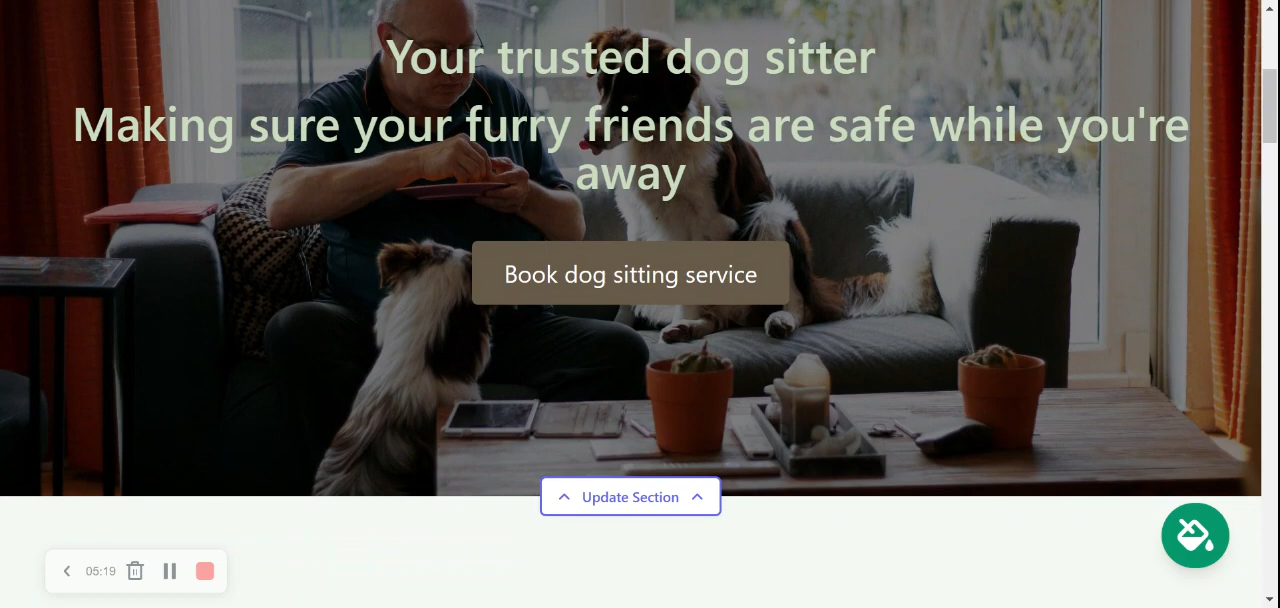 Your trusted dog sitter
Making sure your furry friends are safe while you're
away
Book dog sitting service
Update Section
05:19